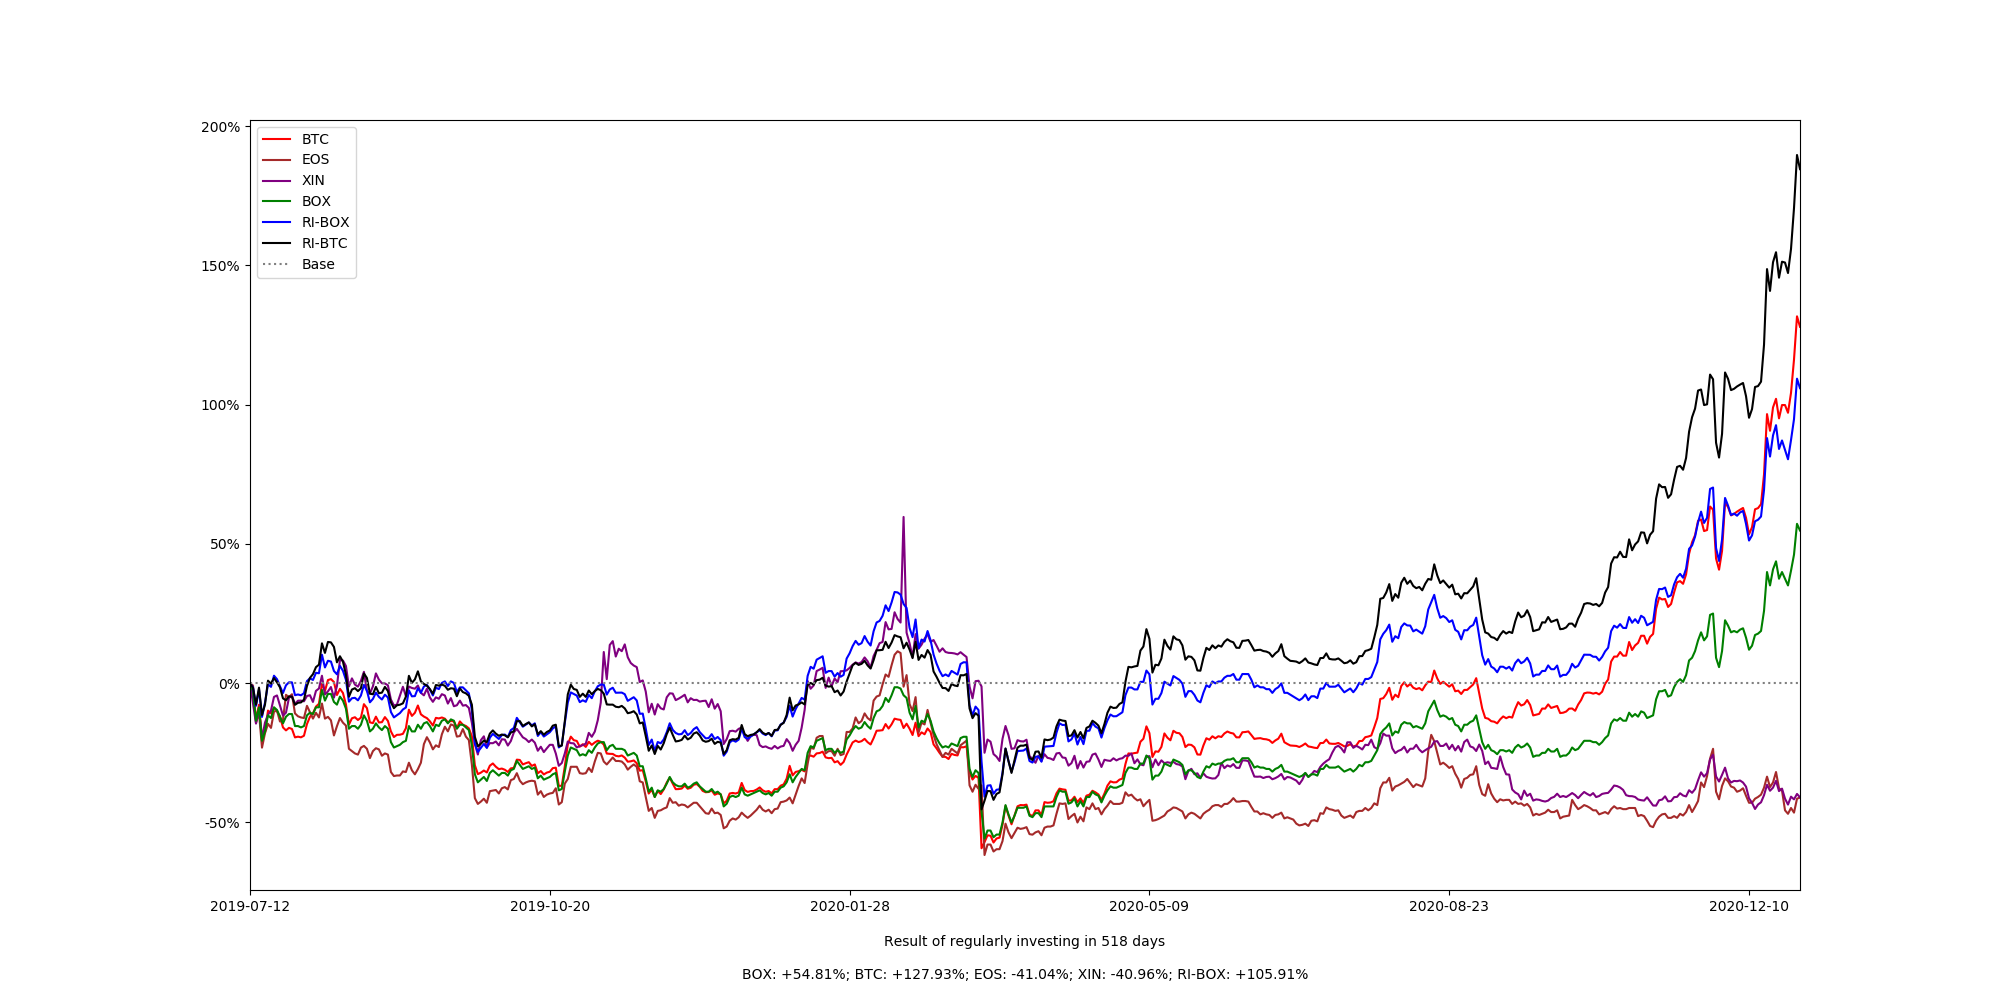 200%
150%
100%
50%
0%
-50%
BTC
EOS
XIN
BOX
RI-BOX
RI-BTC
Base
2019-07-12 2019-10-20 2020-01-28 2020-05-09 2020-08-23 2020-12-10
Result of regularly investing in 518 days
BOX: +54.81%; BTC: +127.93%; EOS: -41.04%; XIN: -40.96%; RI-BOX: +105.91%